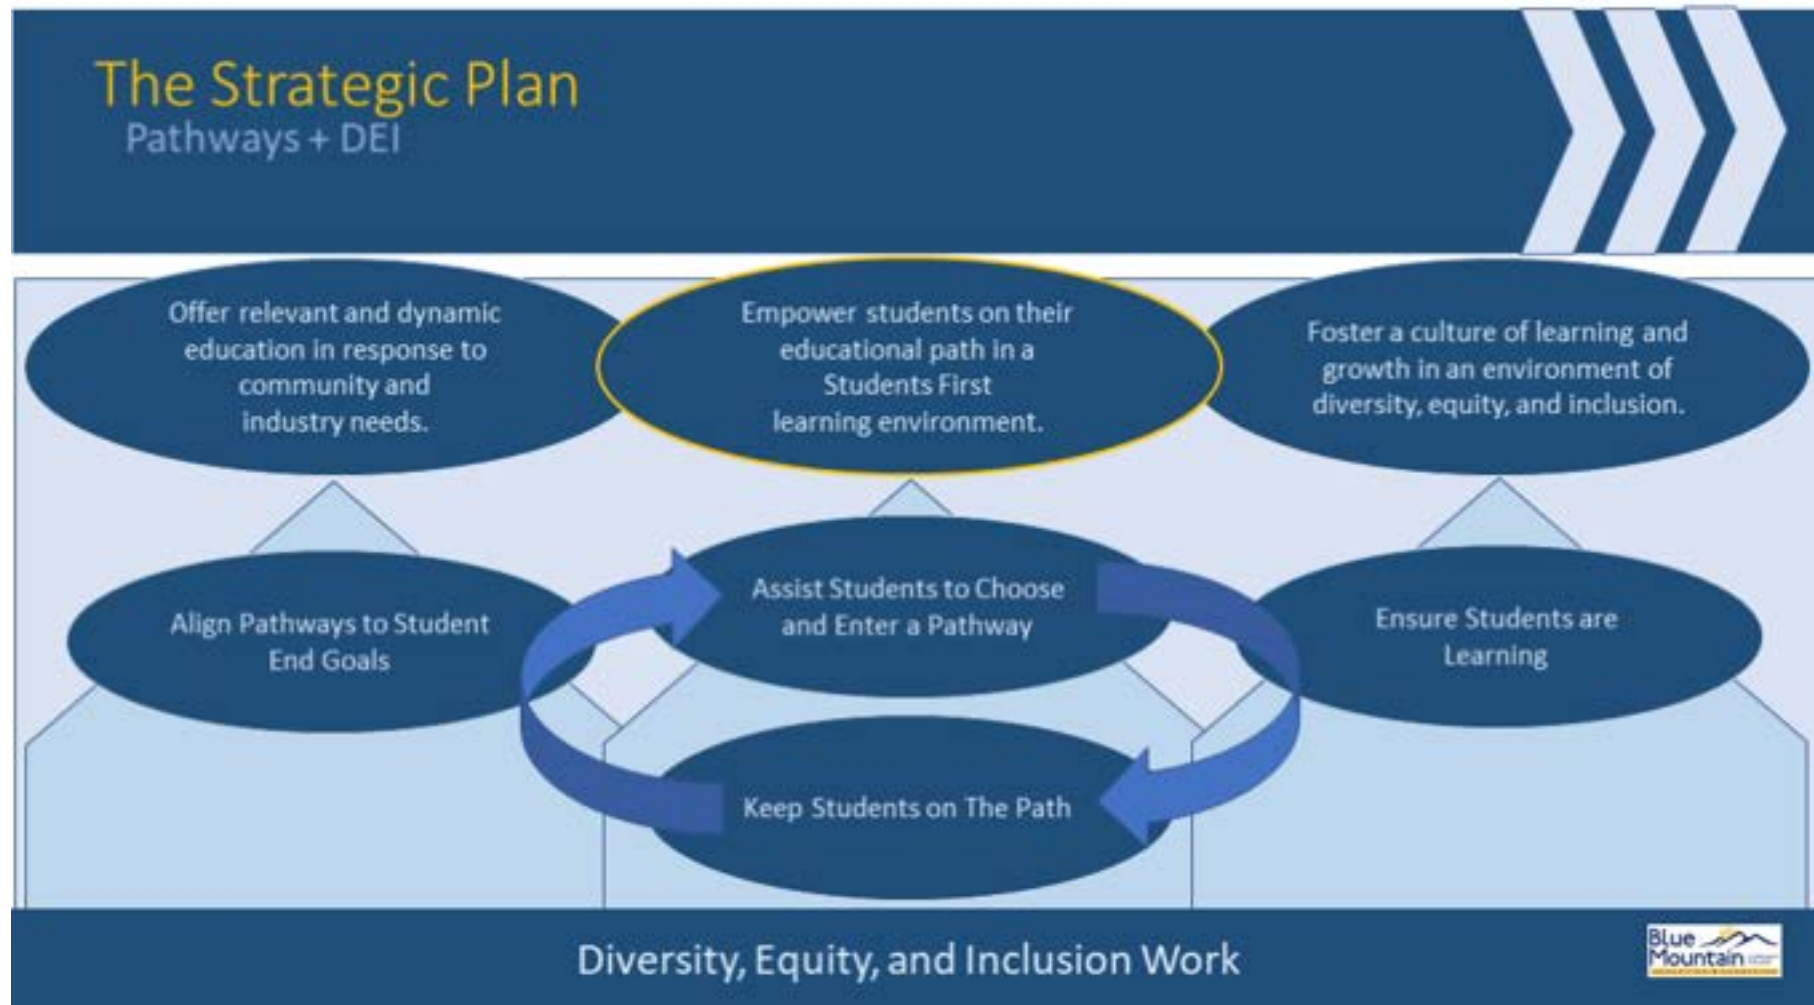 The Strategic Plan
Pathways + DEI
Offer relevant and dynamic
education in response to
community and
industry needs.
Empower students on their
educational path in a
Students First
learning environment.
Foster a culture of learning and
growth in an environment of
diversity, equity, and inclusion.
Align Pathways to Student
End Goals
Assist Students to Choose
and Enter a Pathway
Ensure Students are
Learning
Keep Students on The Path
Diversity, Equity, and Inclusion Work
Blue
Mountain